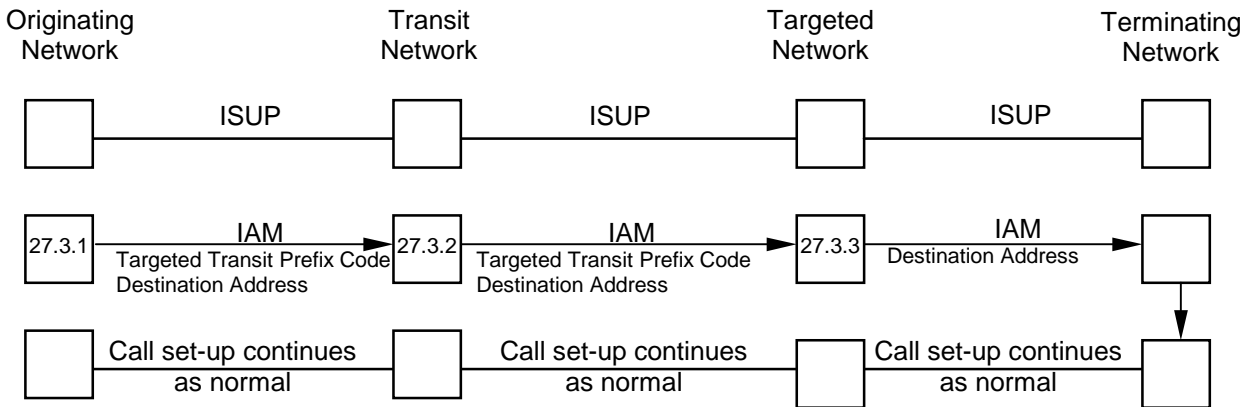 Originating
Network
Transit
Network
Targeted
Network
Terminating
Network
ISUP
ISUP
ISUP
27.3.1
IAM
Targeted Transit Prefix Code
Destination Address
27.3.2
IAM
Targeted Transit Prefix Code
Destination Address
27.3.3
IAM
Destination Address
Call set-up continues
as normal
Call set-up continues
as normal
Call set-up continues
as normal